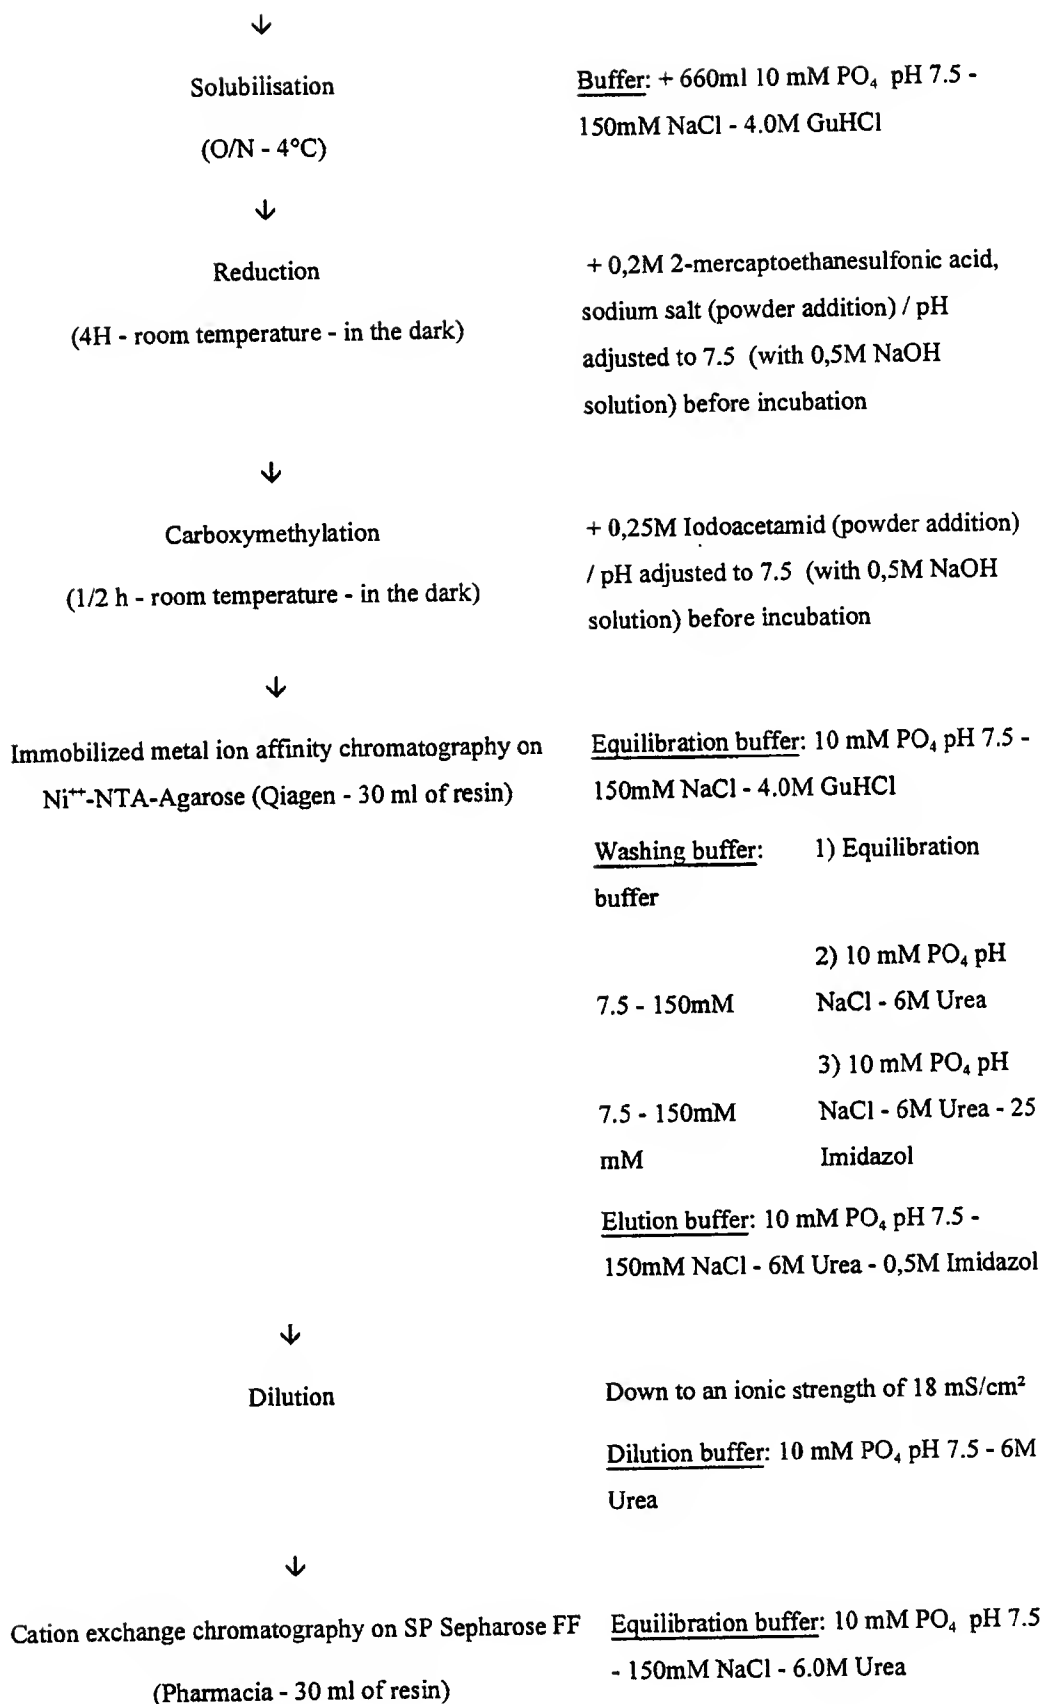 ↓
Solubilisation
(O/N - 4°C)
Buffer: + 660ml 10 mM PO₄ pH 7.5 -
150mM NaCl - 4.0M GuHCl
↓
Reduction
(4H - room temperature - in the dark)
+ 0,2M 2-mercaptoethanesulfonic acid,
sodium salt (powder addition) / pH
adjusted to 7.5 (with 0,5M NaOH
solution) before incubation
↓
Carboxymethylation
(1/2 h - room temperature - in the dark)
+ 0,25M Iodoacetamid (powder addition)
/ pH adjusted to 7.5 (with 0,5M NaOH
solution) before incubation
↓
Immobilized metal ion affinity chromatography on
Ni⁺⁺-NTA-Agarose (Qiagen - 30 ml of resin)
Equilibration buffer: 10 mM PO₄ pH 7.5 -
150mM NaCl - 4.0M GuHCl
Washing buffer: 1) Equilibration
buffer
2) 10 mM PO₄ pH
7.5 - 150mM NaCl - 6M Urea
3) 10 mM PO₄ pH
7.5 - 150mM NaCl - 6M Urea - 25
mM Imidazol
Elution buffer: 10 mM PO₄ pH 7.5 -
150mM NaCl - 6M Urea - 0,5M Imidazol
↓
Dilution
Down to an ionic strength of 18 mS/cm²
Dilution buffer: 10 mM PO₄ pH 7.5 - 6M
Urea
↓
Cation exchange chromatography on SP Sepharose FF
(Pharmacia - 30 ml of resin)
Equilibration buffer: 10 mM PO₄ pH 7.5
- 150mM NaCl - 6.0M Urea